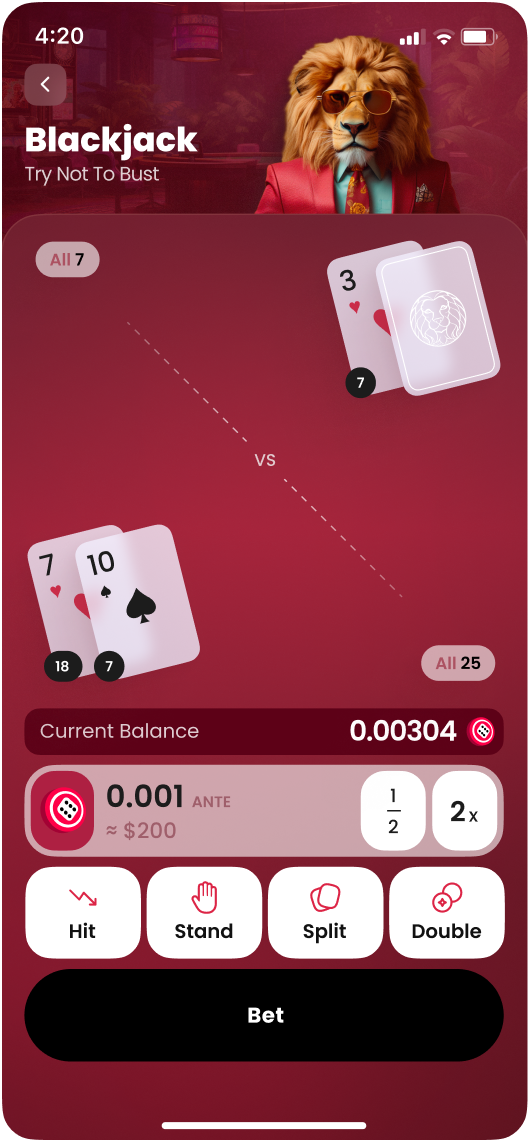 4:20
Blackjack
Try Not To Bust
All 7
3
7
VS
7
10
18
7
All 25
Current Balance
0.00304
0.001 ANTE
≈ $200
1
2
2x
Hit
Stand
Split
Double
Bet